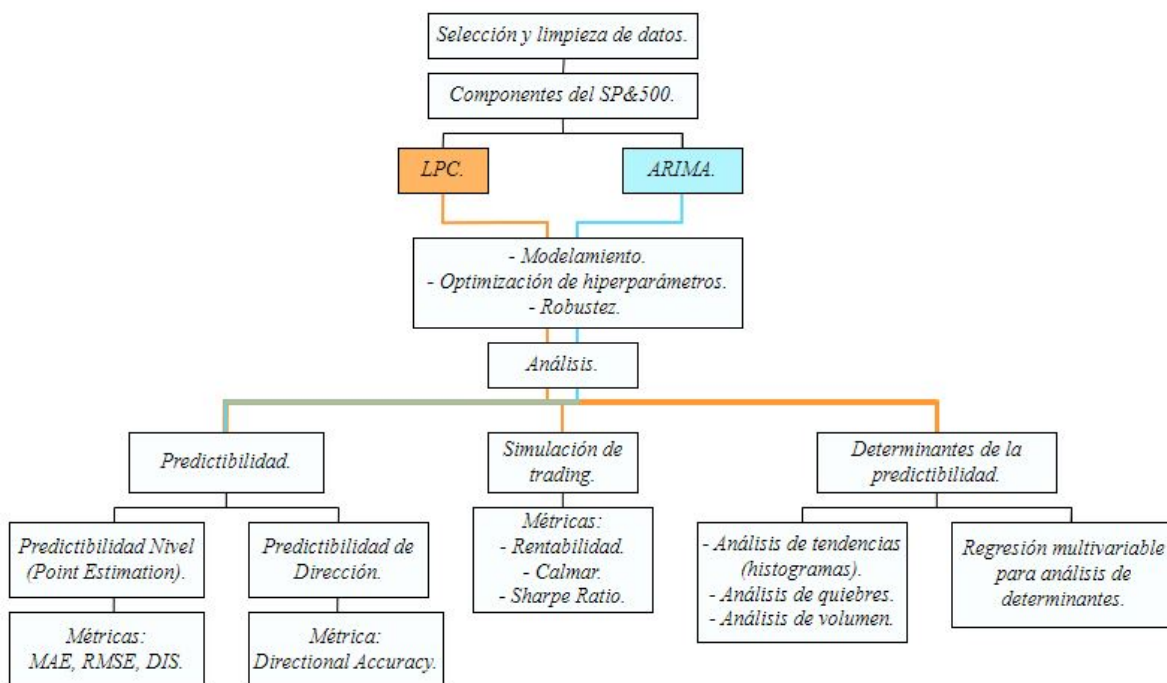 Selección y limpieza de datos.
Componentes del SP&500.
LPC.
ARIMA.
- Modelamiento.
- Optimización de hiperparámetros.
- Robustez.
Análisis.
Predictibilidad.
Simulación de
trading.
Determinantes de la
predictibilidad.
Predictibilidad Nivel
(Point Estimation).
Predictibilidad de
Dirección.
Métricas:
- Rentabilidad.
- Calmar.
- Sharpe Ratio.
- Análisis de tendencias
(histogramas).
- Análisis de quiebres.
- Análisis de volumen.
Regresión multivariable
para análisis de
determinantes.
Métricas:
MAE, RMSE, DIS.
Métrica:
Directional Accuracy.